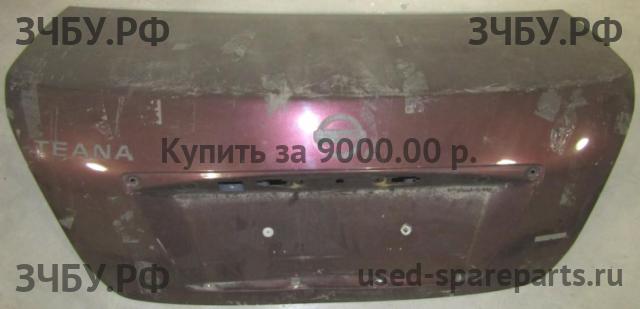 ЗЧБУ.РФ ЗЧБУ.РФ
TEANA
Купить за 9000.00 р.
ЗЧБУ.РФ used-spareparts.ru